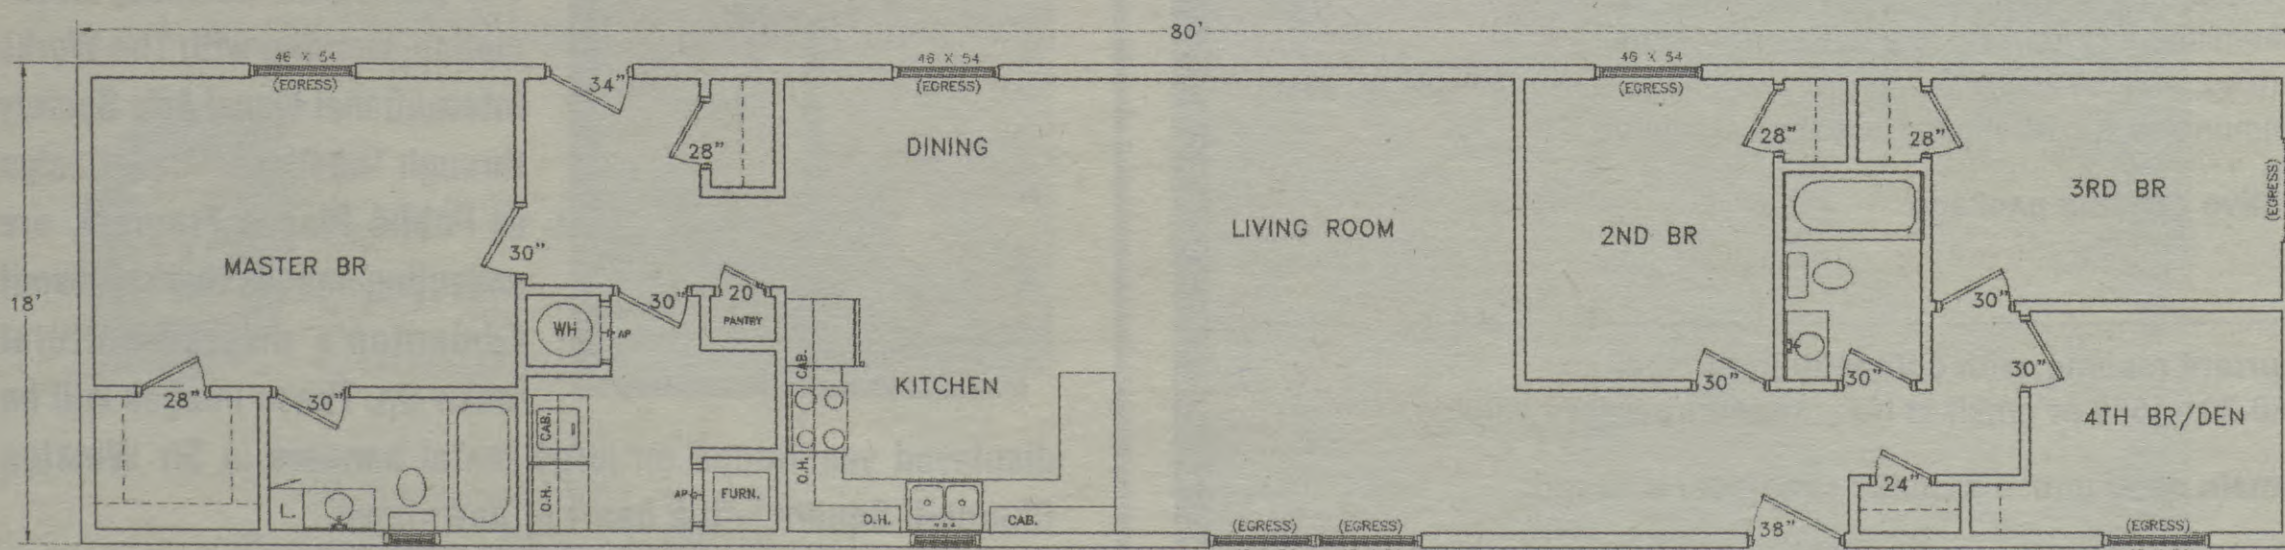 80'
46 X 54
(EGRESS)
34"
46 X 54
(EGRESS)
46 X 54
(EGRESS)
28"
DINING
28"
28"
3RD BR
(EGRESS)
LIVING ROOM
2ND BR
30"
MASTER BR
18'
30"
20"
PANTRY
WH
AP
30"
30"
CAB.
KITCHEN
28"
30"
30"
30"
4TH BR/DEN
CAB.
O.H.
O.H.
L.
AP
FURN.
24"
O.H.
CAB.
(EGRESS)
(EGRESS)
38"
(EGRESS)